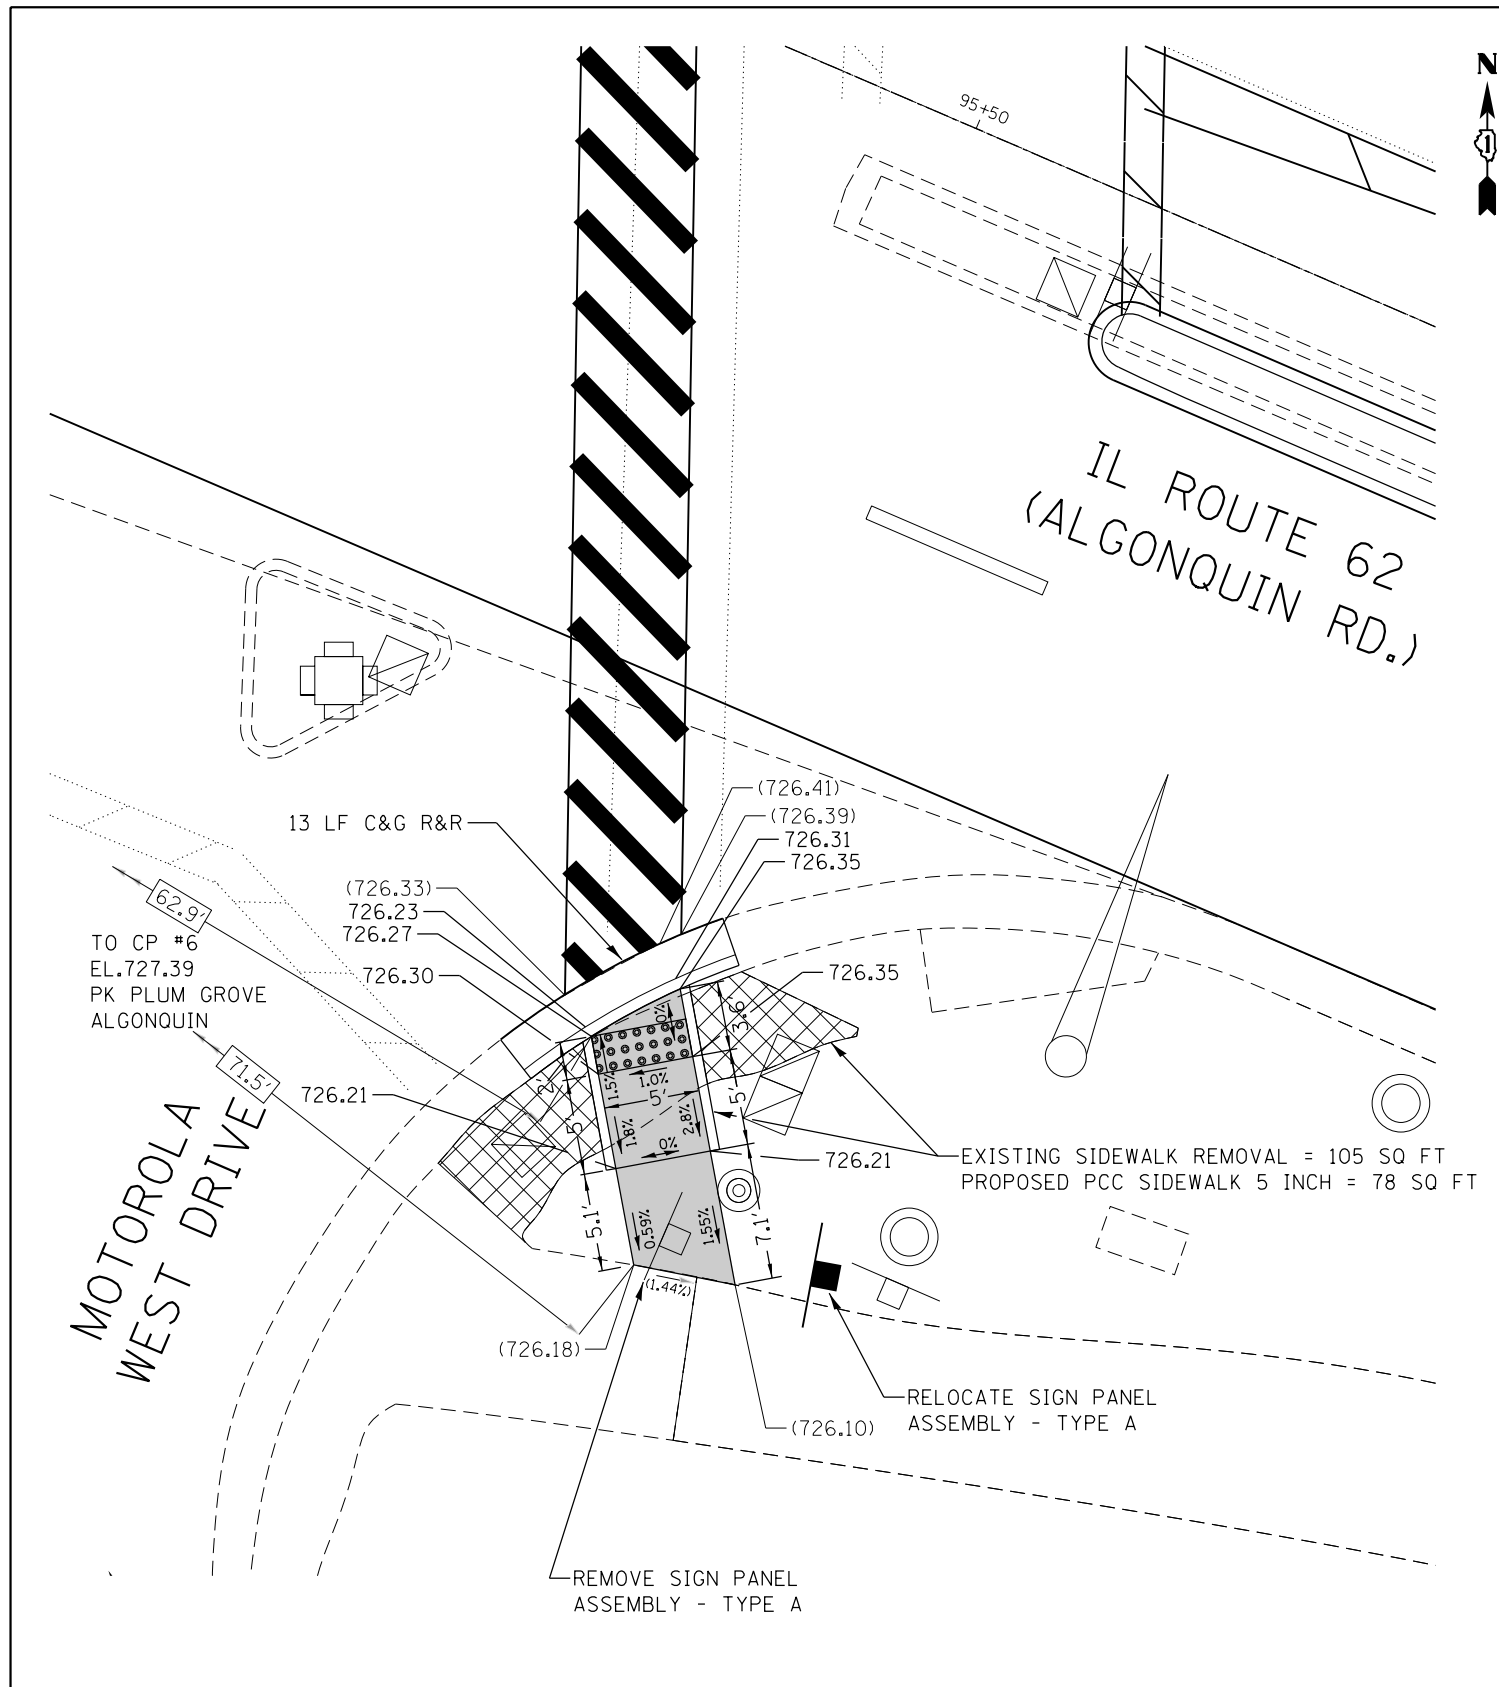 N
1
95+50
IL ROUTE 62
(ALGONQUIN RD.)
(726.41)
(726.39)
726.31
726.35
13 LF C&G R&R
(726.33)
726.23
726.27
726.30
62.9'
TO CP #6
EL.727.39
PK PLUM GROVE
ALGONQUIN
71.5'
726.35
726.21
0%
3.6'
2'
1.5%
1.0%
5'
5'
5'
1.8%
2.8%
0%
726.21
EXISTING SIDEWALK REMOVAL = 105 SQ FT
PROPOSED PCC SIDEWALK 5 INCH = 78 SQ FT
MOTOROLA
WEST DRIVE
5.1'
0.59%
1.55%
7.1'
(1.44%)
(726.18)
(726.10)
RELOCATE SIGN PANEL
ASSEMBLY - TYPE A
REMOVE SIGN PANEL
ASSEMBLY - TYPE A